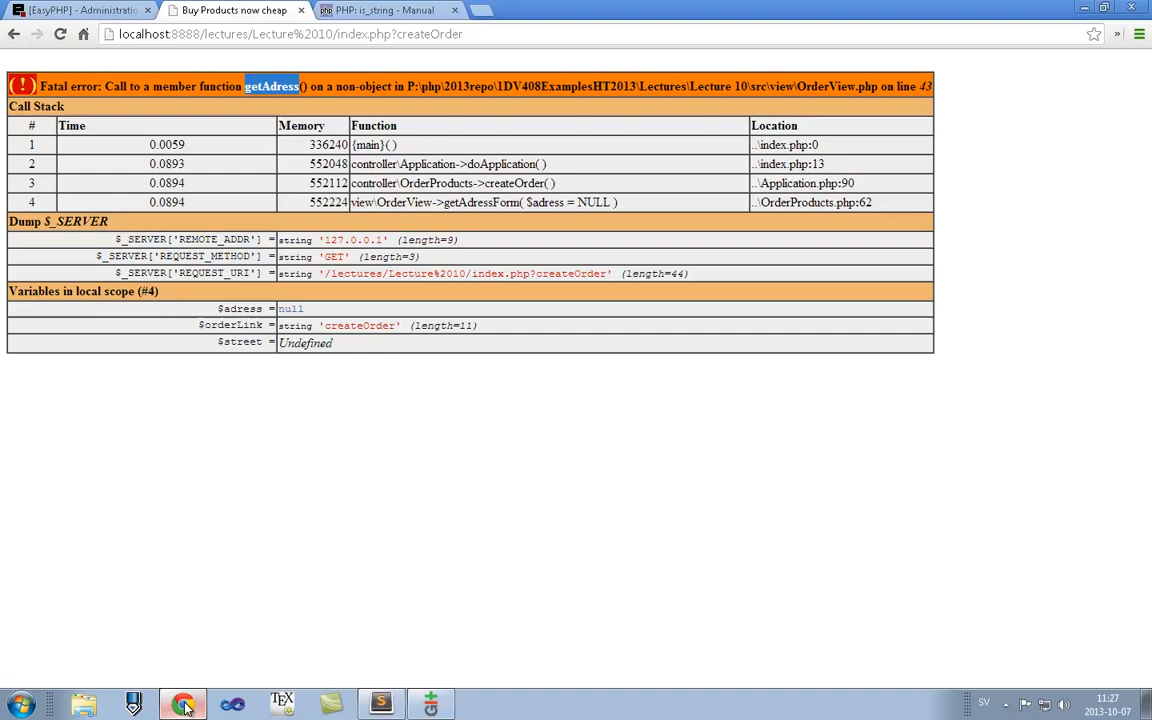 [EasyPHP] - Administratio
Buy Products now cheap
php PHP: is_string - Manual
localhost:8888/lectures/Lecture%2010/index.php?createOrder
( ! ) Fatal error: Call to a member function getAdress() on a non-object in P:\php\2013repo\1DV408ExamplesHT2013\Lectures\Lecture 10\src\view\OrderView.php on line 43
Call Stack
# Time Memory Function Location
1 0.0059 336240 {main}( ) ..\index.php:0
2 0.0893 552048 controller\Application->doApplication( ) ..\index.php:13
3 0.0894 552112 controller\OrderProducts->createOrder( ) ..\Application.php:90
4 0.0894 552224 view\OrderView->getAdressForm( $adress = NULL ) ..\OrderProducts.php:62
Dump $_SERVER
$_SERVER['REMOTE_ADDR'] = string '127.0.0.1' (length=9)
$_SERVER['REQUEST_METHOD'] = string 'GET' (length=3)
$_SERVER['REQUEST_URI'] = string '/lectures/Lecture%2010/index.php?createOrder' (length=44)
Variables in local scope (#4)
$adress = null
$orderLink = string 'createOrder' (length=11)
$street = Undefined
TEX
S
SV
11:27
2013-10-07